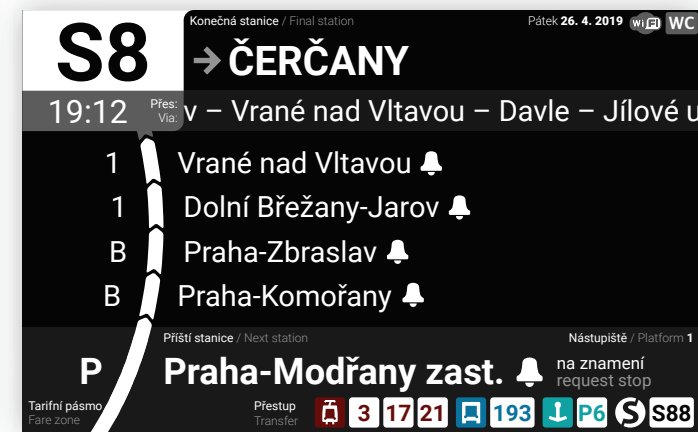 S8
Konečná stanice / Final station
Pátek 26. 4. 2019 WiFi WC
→ ČERČANY
19:12
Přes:
Via:
v – Vrané nad Vltavou – Davle – Jílové u
1 Vrané nad Vltavou
1 Dolní Břežany-Jarov
B Praha-Zbraslav
B Praha-Komořany
Příští stanice / Next station
Nástupiště / Platform 1
P Praha-Modřany zast.
na znamení
request stop
Tarifní pásmo
Fare zone
Přestup
Transfer
3 17 21 193 P6 S S88